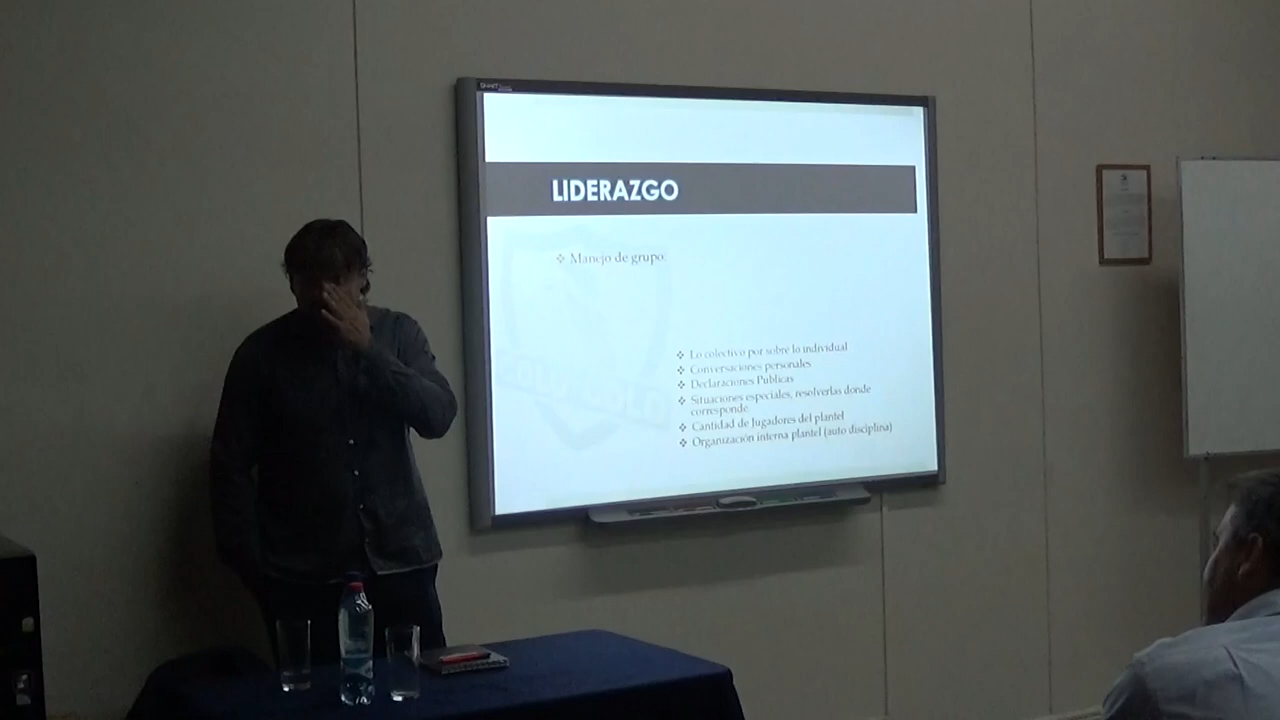 LIDERAZGO
Manejo de grupo:
Lo colectivo por sobre lo individual
Conversaciones personales
Declaraciones Publicas
Situaciones especiales, resolverlas donde
corresponde.
Cantidad de Jugadores del plantel
Organización interna plantel (auto disciplina)